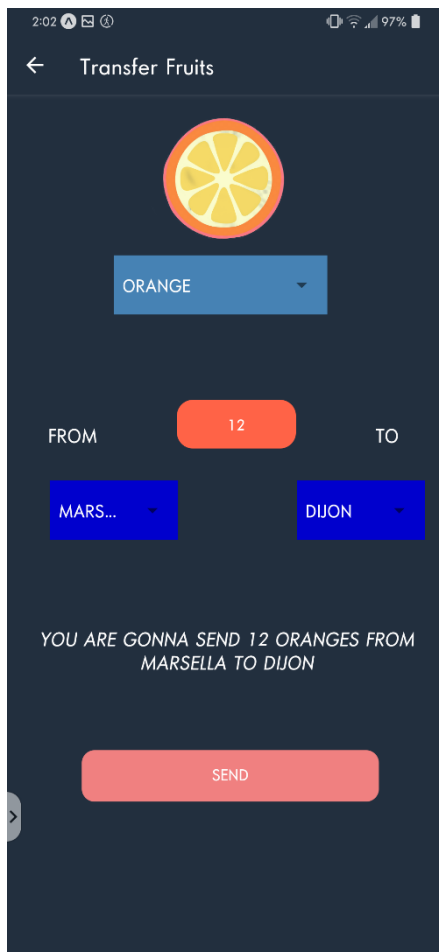 2:02 97%
Transfer Fruits
ORANGE
12
FROM TO
MARS... DIJON
YOU ARE GONNA SEND 12 ORANGES FROM
MARSELLA TO DIJON
SEND